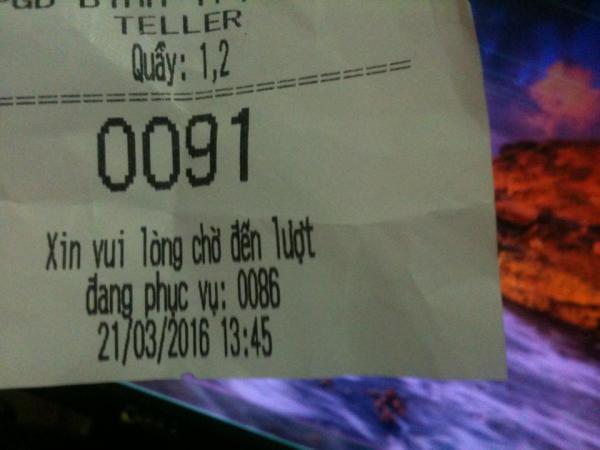 PGD
TELLER
Quầy: 1,2
0091
Xin vui lòng chờ đến lượt
đang phục vụ: 0086
21/03/2016 13:45